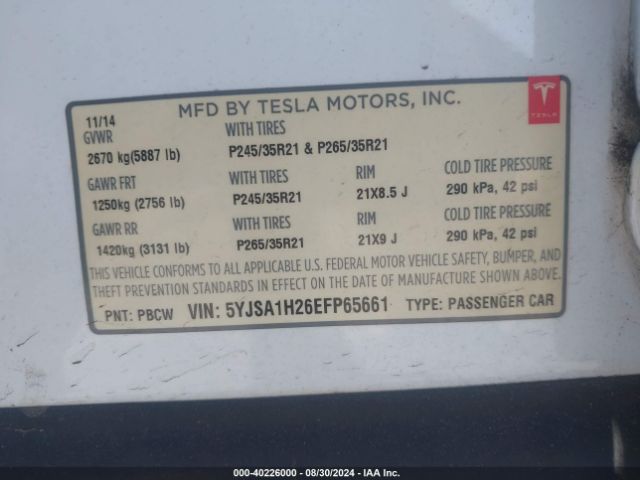 MFD BY TESLA MOTORS, INC.
TESLA
11/14
GVWR WITH TIRES
2670 kg(5887 lb) P245/35R21 & P265/35R21
GAWR FRT WITH TIRES RIM COLD TIRE PRESSURE
1250kg (2756 lb) P245/35R21 21X8.5 J 290 kPa, 42 psi
GAWR RR WITH TIRES RIM COLD TIRE PRESSURE
1420kg (3131 lb) P265/35R21 21X9 J 290 kPa, 42 psi
THIS VEHICLE CONFORMS TO ALL APPLICABLE U.S. FEDERAL MOTOR VEHICLE SAFETY, BUMPER, AND
THEFT PREVENTION STANDARDS IN EFFECT ON THE DATE OF MANUFACTURE SHOWN ABOVE.
PNT: PBCW VIN: 5YJSA1H26EFP65661 TYPE: PASSENGER CAR
000-40226000 - 08/30/2024 - IAA Inc.